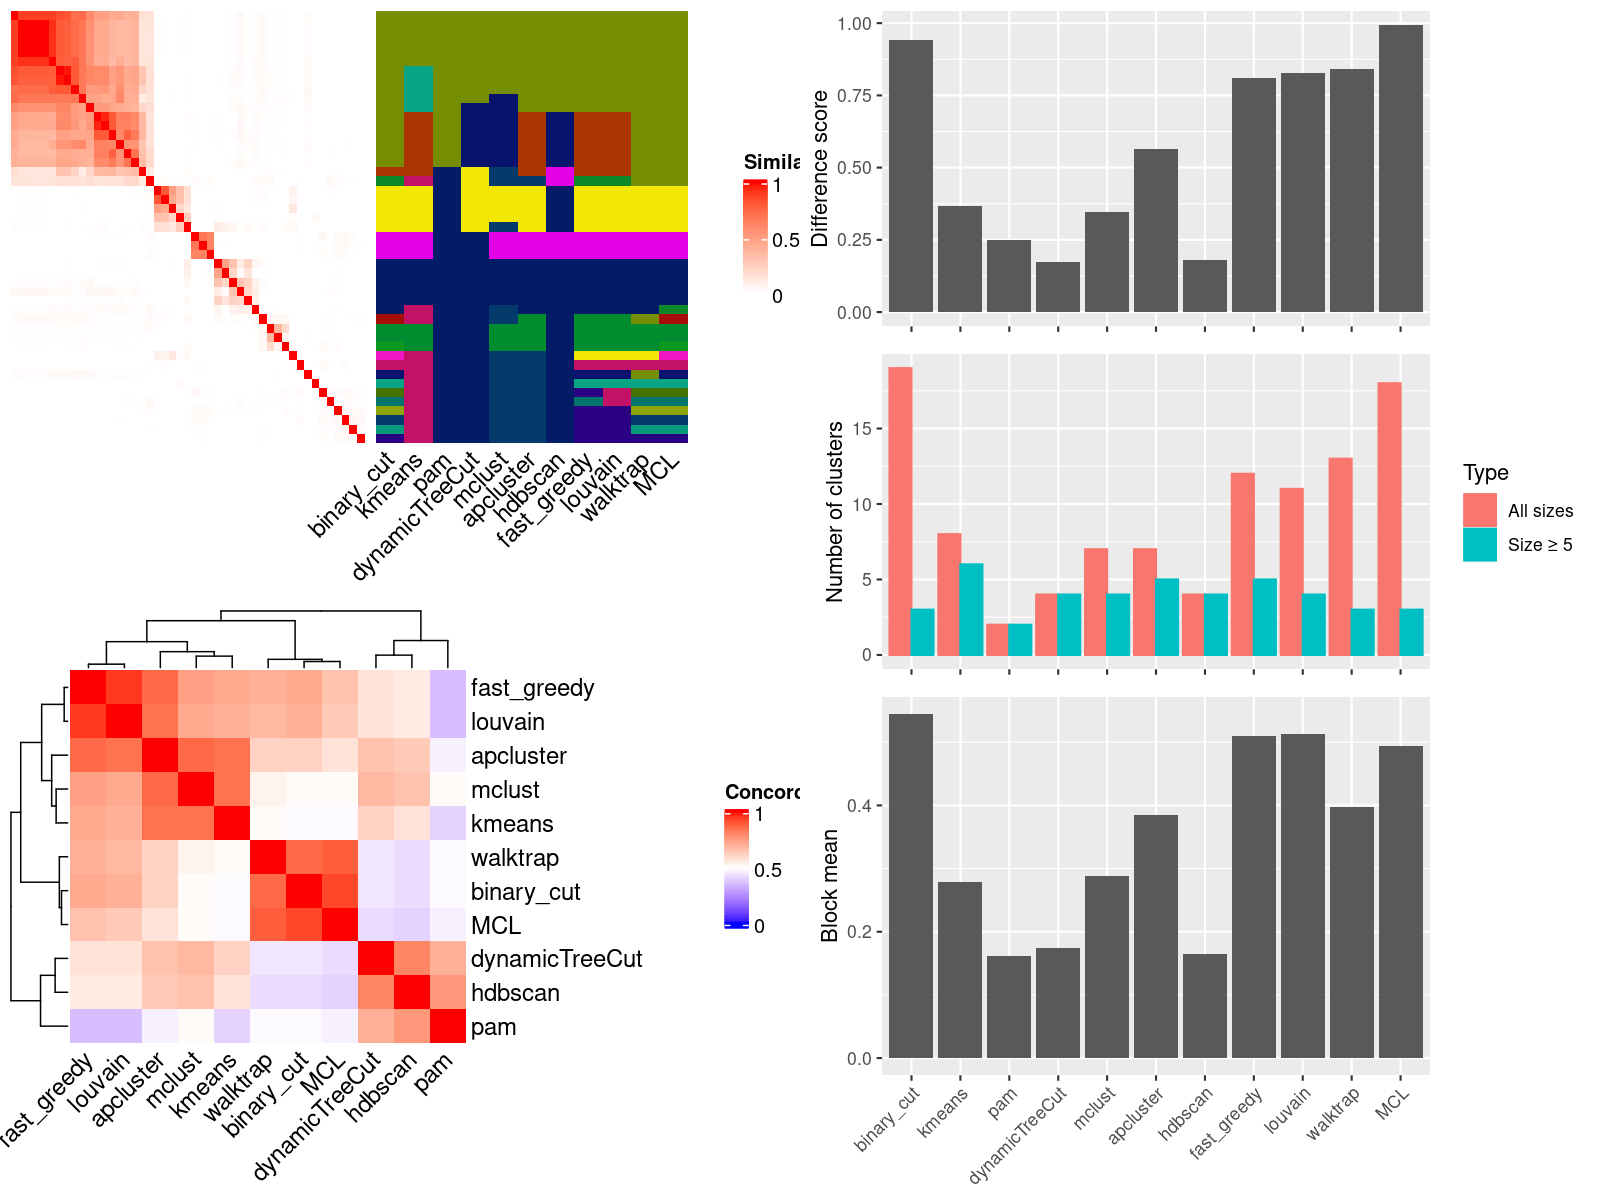 Simila
1
0.5
0
binary_cut
kmeans
pam
dynamicTreeCut
mclust
apcluster
hdbscan
fast_greedy
louvain
walktrap
MCL
fast_greedy
louvain
apcluster
mclust
kmeans
walktrap
binary_cut
MCL
dynamicTreeCut
hdbscan
pam
fast_greedy
louvain
apcluster
mclust
kmeans
walktrap
binary_cut
MCL
dynamicTreeCut
hdbscan
pam
Concord
1
0.5
0
Difference score
1.00
0.75
0.50
0.25
0.00
Number of clusters
15
10
5
0
Type
All sizes
Size ≥ 5
Block mean
0.4
0.2
0.0
binary_cut
kmeans
pam
dynamicTreeCut
mclust
apcluster
hdbscan
fast_greedy
louvain
walktrap
MCL